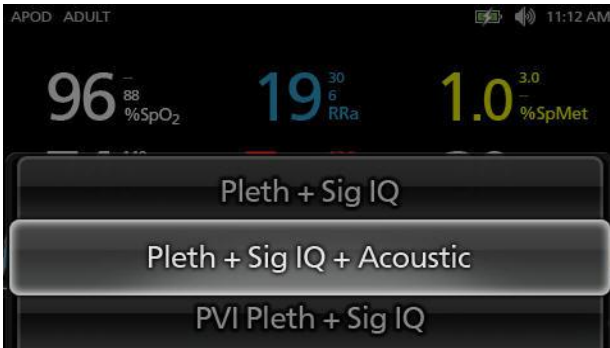 APOD ADULT 11:12 AM
96 – 88 %SpO2 19 30 6 RRa 1.0 3.0 – %SpMet
Pleth + Sig IQ
Pleth + Sig IQ + Acoustic
PVI Pleth + Sig IQ